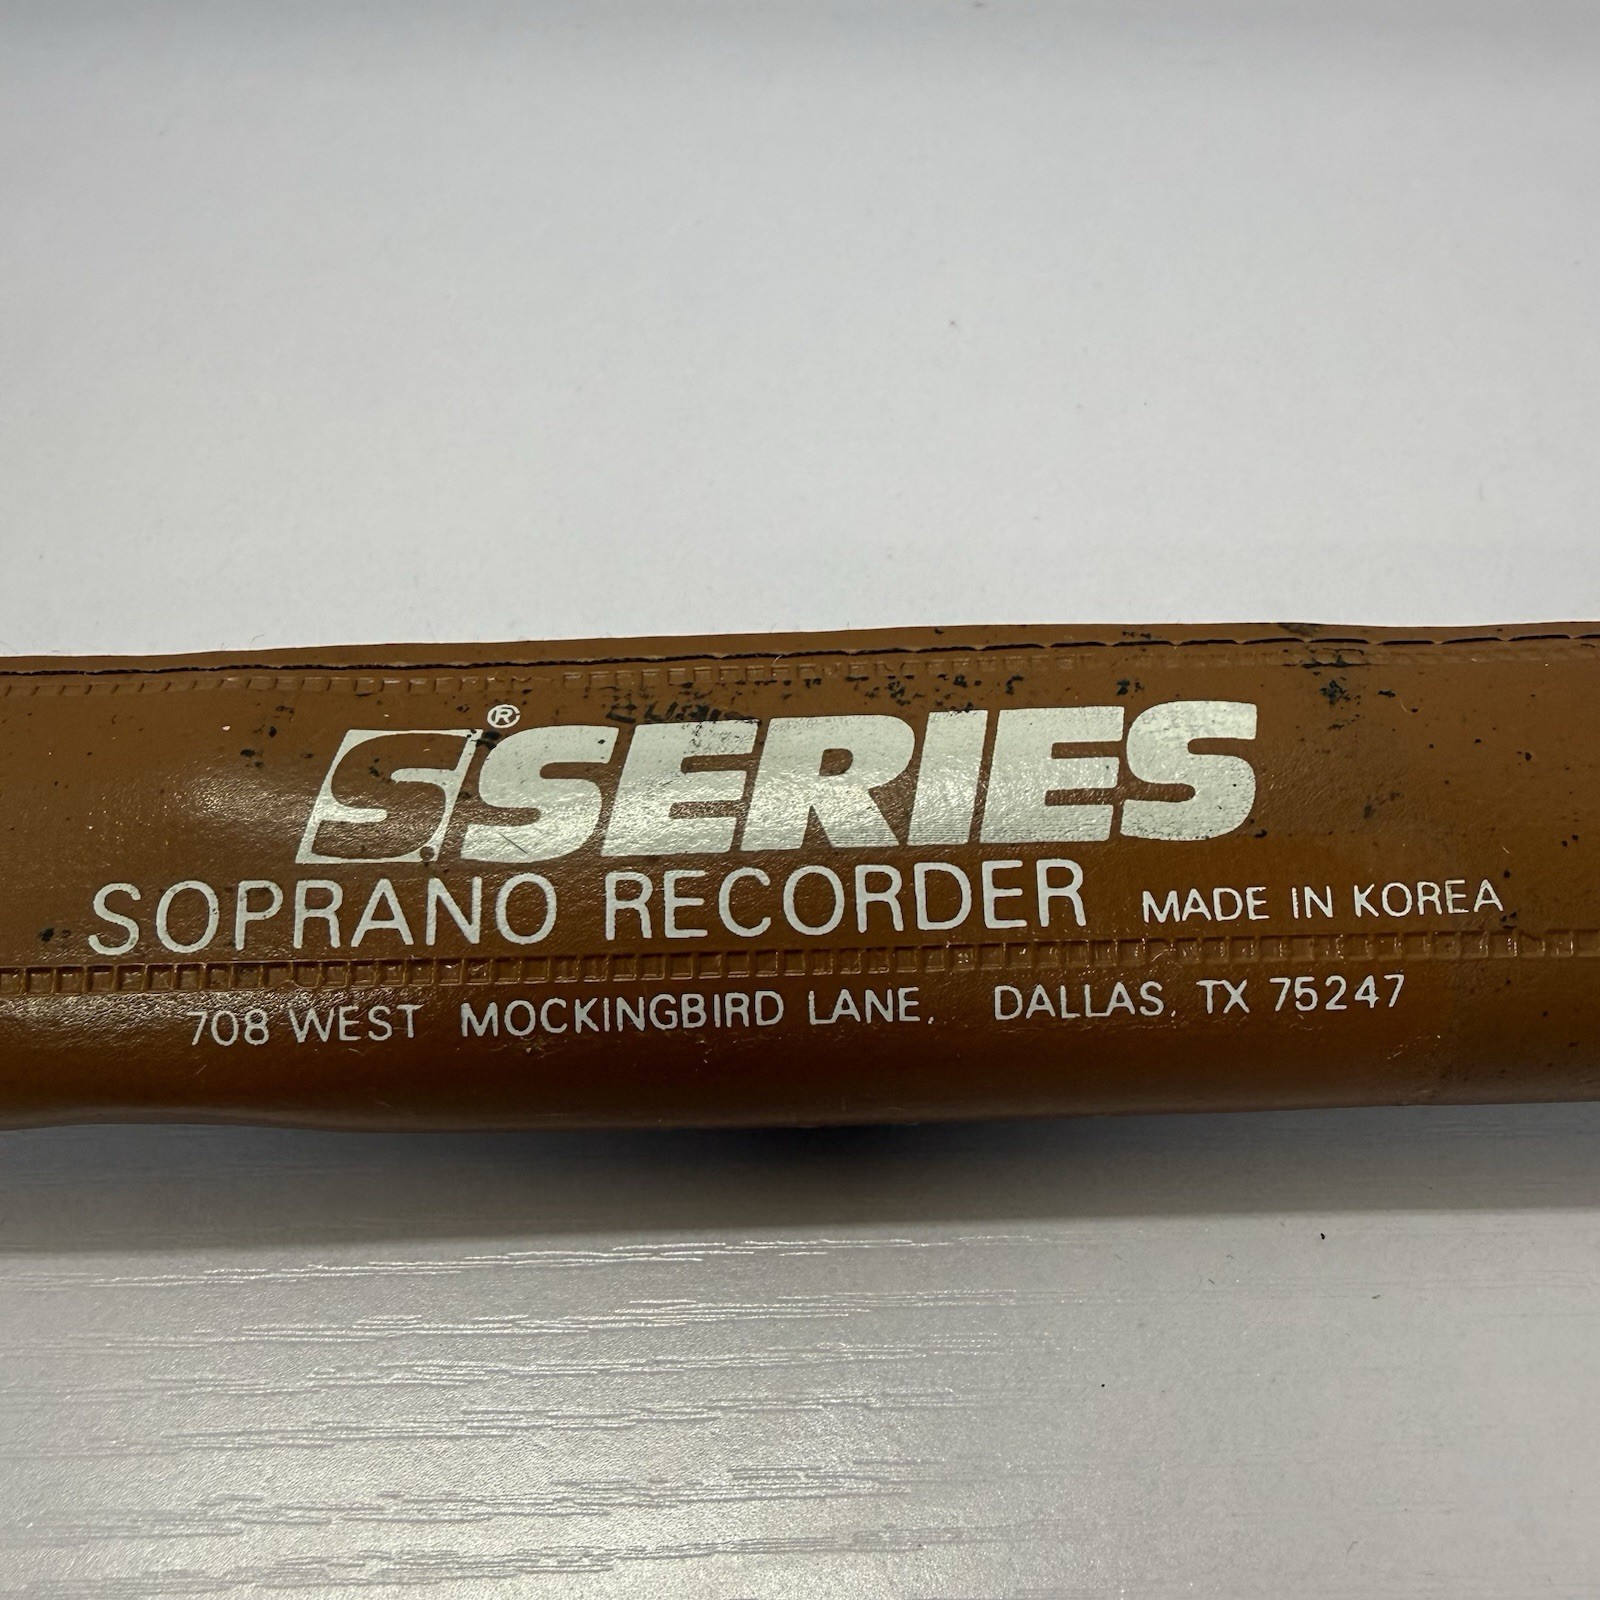 S® SERIES
SOPRANO RECORDER MADE IN KOREA
708 WEST MOCKINGBIRD LANE, DALLAS, TX 75247